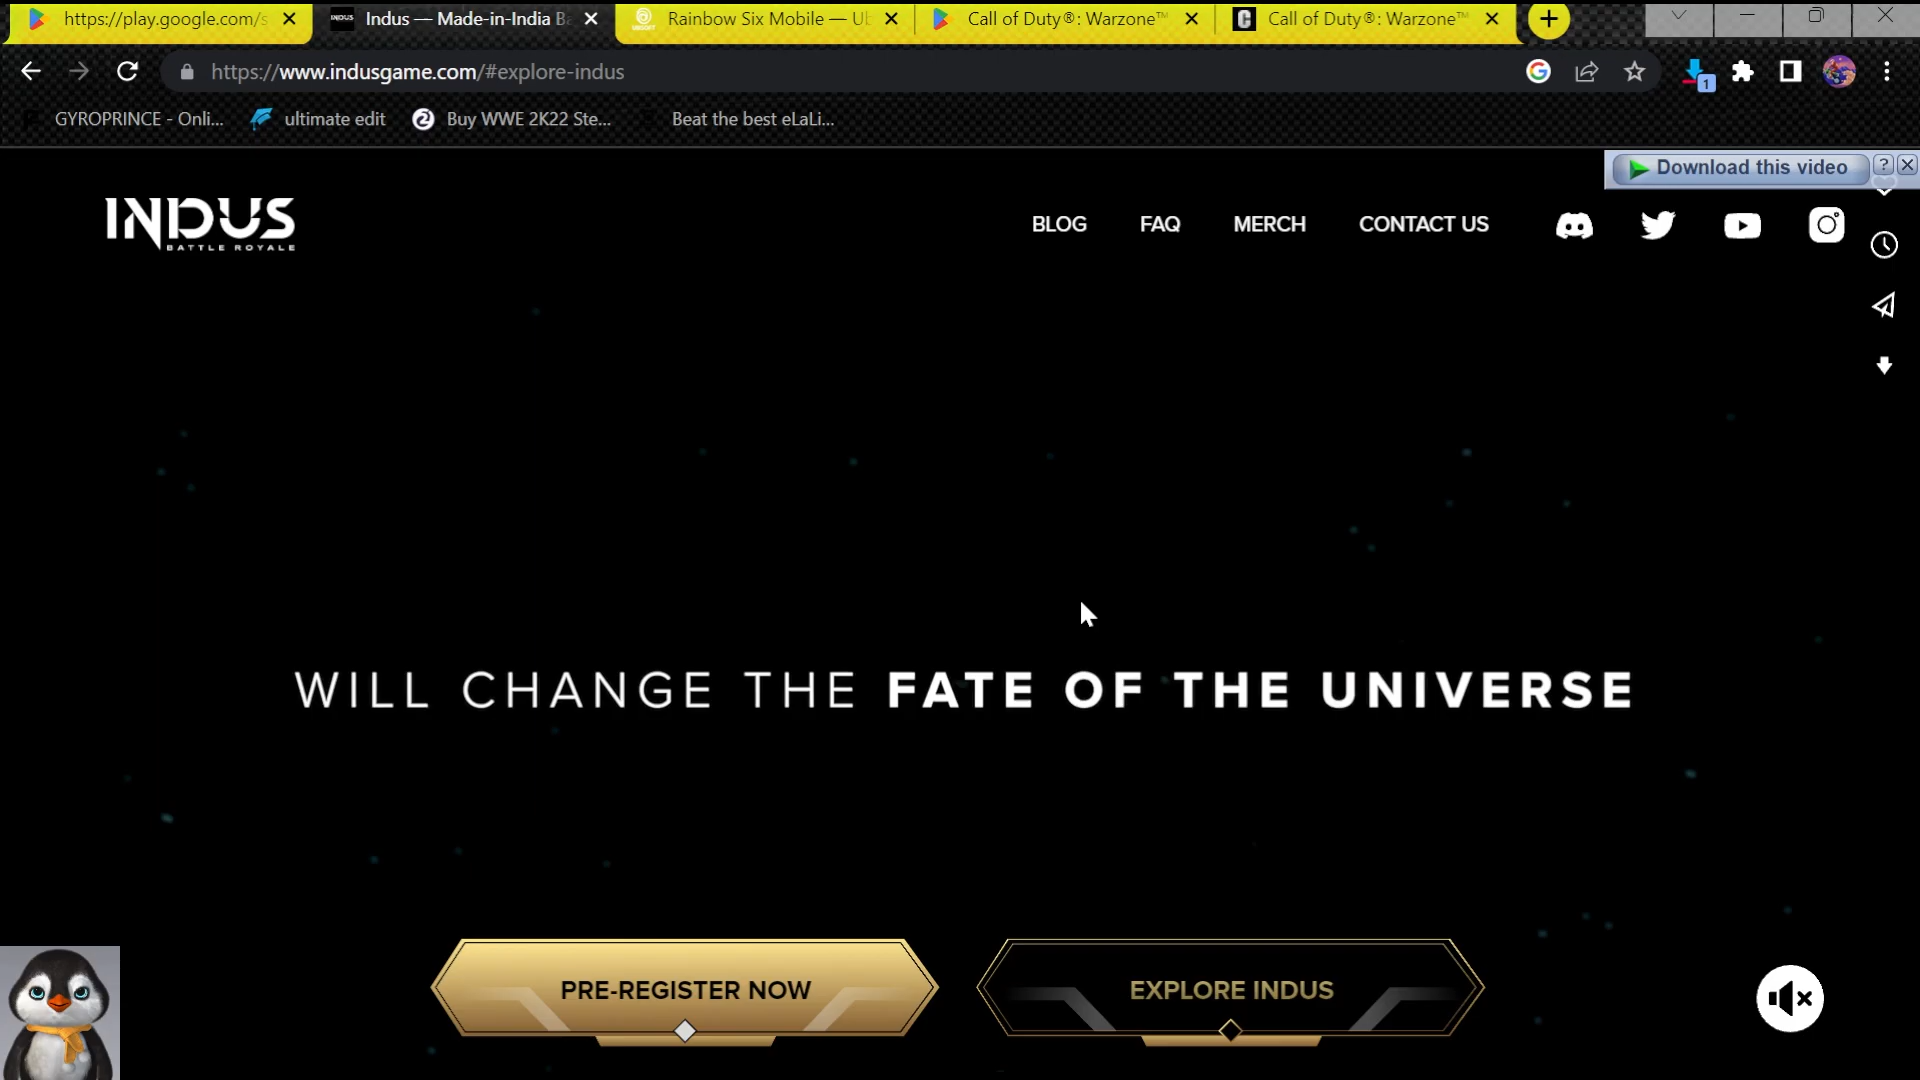 https://play.google.com/s
Indus — Made-in-India Ba
Rainbow Six Mobile — Ub
Call of Duty®: Warzone™
Call of Duty®: Warzone™
https://www.indusgame.com/#explore-indus
1
GYROPRINCE - Onli...
ultimate edit
Buy WWE 2K22 Ste...
Beat the best eLaLi...
Download this video
?
INDUS
BATTLE ROYALE
BLOG
FAQ
MERCH
CONTACT US
WILL CHANGE THE FATE OF THE UNIVERSE
PRE-REGISTER NOW
EXPLORE INDUS